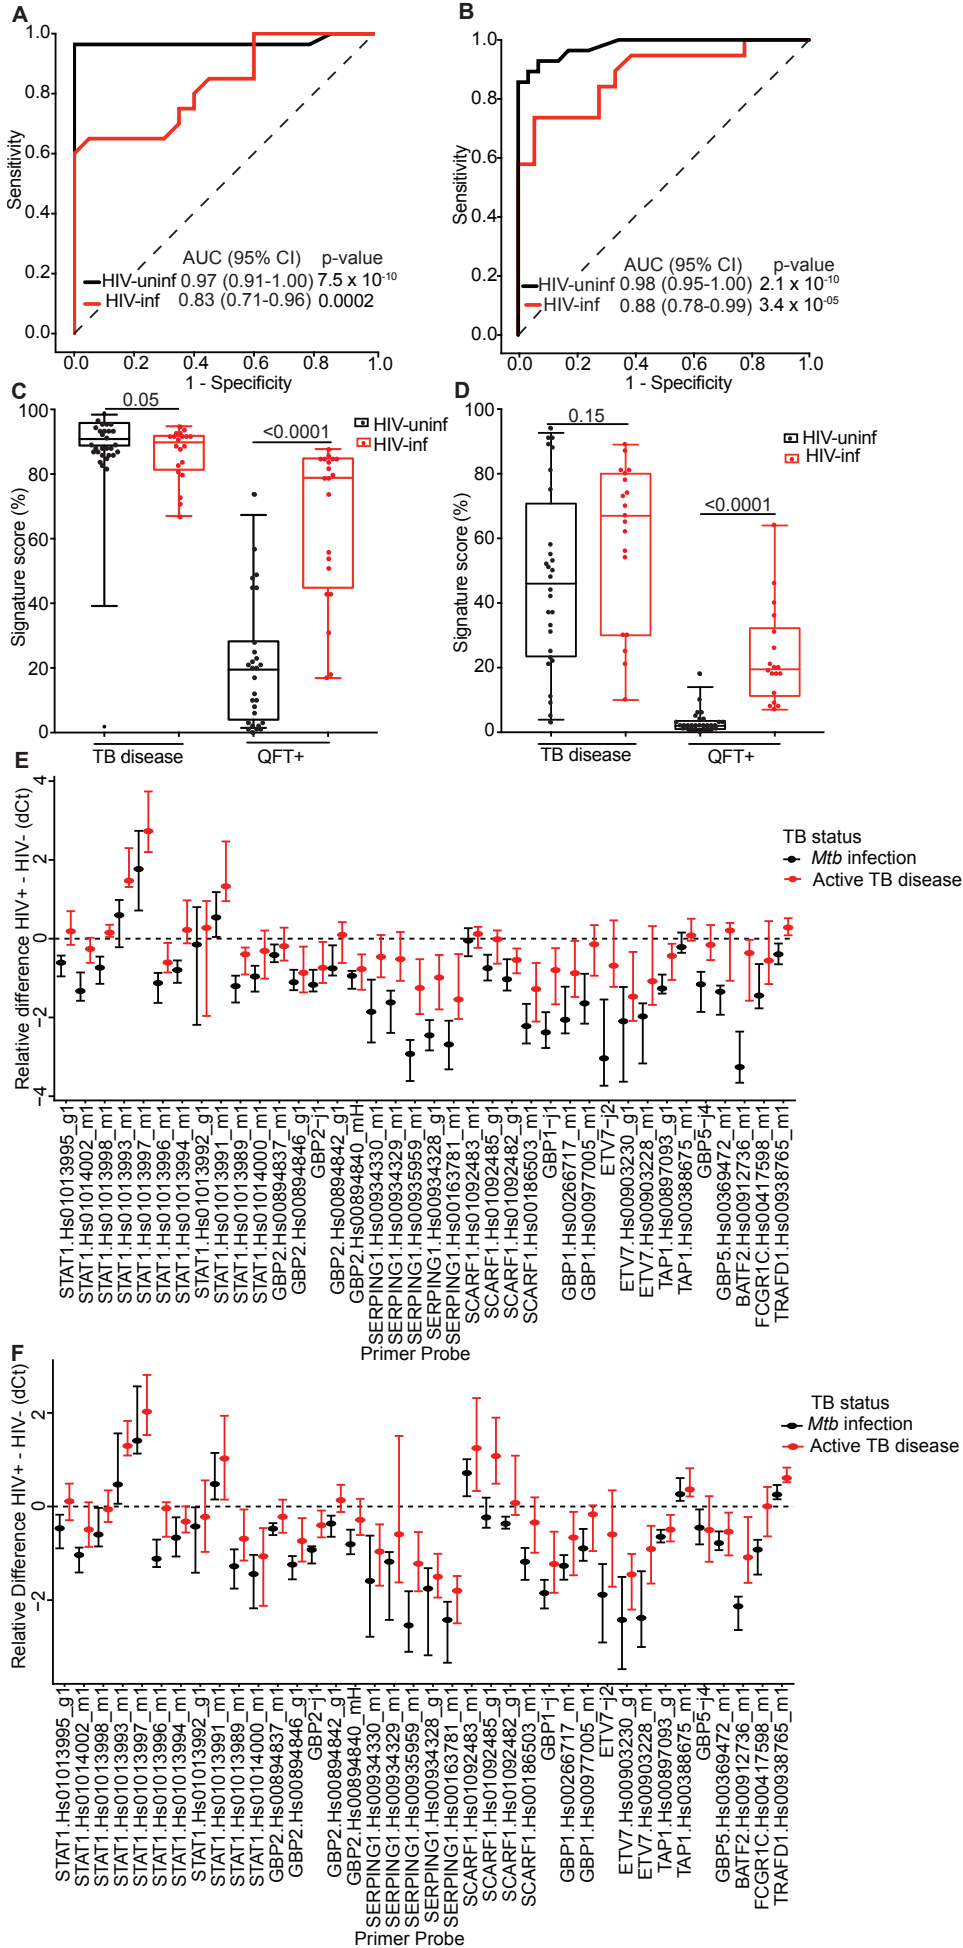 A
1.0
0.8
0.6
0.4
0.2
0.0
Sensitivity
AUC (95% CI) p-value
HIV-uninf 0.97 (0.91-1.00) 7.5 x 10-10
HIV-inf 0.83 (0.71-0.96) 0.0002
0.0 0.2 0.4 0.6 0.8 1.0
1 - Specificity
B
1.0
0.8
0.6
0.4
0.2
0.0
Sensitivity
AUC (95% CI) p-value
HIV-uninf 0.98 (0.95-1.00) 2.1 x 10-10
HIV-inf 0.88 (0.78-0.99) 3.4 x 10-05
0.0 0.2 0.4 0.6 0.8 1.0
1 - Specificity
C
100
80
60
40
20
0
Signature score (%)
0.05
<0.0001
HIV-uninf
HIV-inf
TB disease QFT+
D
100
80
60
40
20
0
Signature score (%)
0.15
<0.0001
HIV-uninf
HIV-inf
TB disease QFT+
E
4
2
0
−2
−4
Relative difference HIV+ - HIV- (dCt)
TB status
Mtb infection
Active TB disease
STAT1.Hs01013995_g1
STAT1.Hs01014002_m1
STAT1.Hs01013998_m1
STAT1.Hs01013993_m1
STAT1.Hs01013997_m1
STAT1.Hs01013996_m1
STAT1.Hs01013994_m1
STAT1.Hs01013992_g1
STAT1.Hs01013991_m1
STAT1.Hs01013989_m1
STAT1.Hs01014000_m1
GBP2.Hs00894837_m1
GBP2.Hs00894846_g1
GBP2−j1
GBP2.Hs00894842_g1
GBP2.Hs00894840_mH
SERPING1.Hs00934330_m1
SERPING1.Hs00934329_m1
SERPING1.Hs00935959_m1
SERPING1.Hs00934328_g1
SERPING1.Hs00163781_m1
SCARF1.Hs01092483_m1
SCARF1.Hs01092485_g1
SCARF1.Hs01092482_g1
SCARF1.Hs00186503_m1
GBP1−j1
GBP1.Hs00266717_m1
GBP1.Hs00977005_m1
ETV7−j2
ETV7.Hs00903230_g1
ETV7.Hs00903228_m1
TAP1.Hs00897093_g1
TAP1.Hs00388675_m1
GBP5−j4
GBP5.Hs00369472_m1
BATF2.Hs00912736_m1
FCGR1C.Hs00417598_m1
TRAFD1.Hs00938765_m1
Primer Probe
F
2
0
−2
Relative Difference HIV+ - HIV- (dCt)
TB status
Mtb infection
Active TB disease
STAT1.Hs01013995_g1
STAT1.Hs01014002_m1
STAT1.Hs01013998_m1
STAT1.Hs01013993_m1
STAT1.Hs01013997_m1
STAT1.Hs01013996_m1
STAT1.Hs01013994_m1
STAT1.Hs01013992_g1
STAT1.Hs01013991_m1
STAT1.Hs01013989_m1
STAT1.Hs01014000_m1
GBP2.Hs00894837_m1
GBP2.Hs00894846_g1
GBP2−j1
GBP2.Hs00894842_g1
GBP2.Hs00894840_mH
SERPING1.Hs00934330_m1
SERPING1.Hs00934329_m1
SERPING1.Hs00935959_m1
SERPING1.Hs00934328_g1
SERPING1.Hs00163781_m1
SCARF1.Hs01092483_m1
SCARF1.Hs01092485_g1
SCARF1.Hs01092482_g1
SCARF1.Hs00186503_m1
GBP1−j1
GBP1.Hs00266717_m1
GBP1.Hs00977005_m1
ETV7−j2
ETV7.Hs00903230_g1
ETV7.Hs00903228_m1
TAP1.Hs00897093_g1
TAP1.Hs00388675_m1
GBP5−j4
GBP5.Hs00369472_m1
BATF2.Hs00912736_m1
FCGR1C.Hs00417598_m1
TRAFD1.Hs00938765_m1
Primer Probe